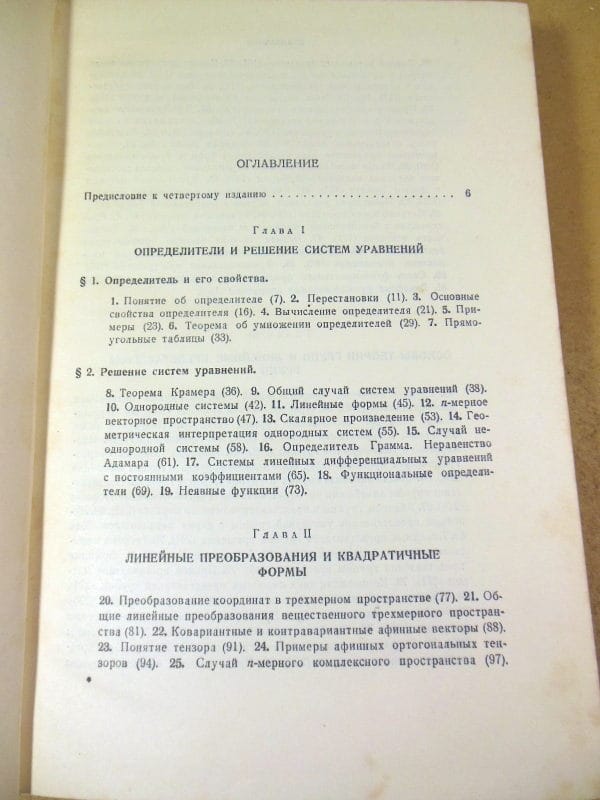 ОГЛАВЛЕНИЕ
Предисловие к четвертому изданию . . . . . . . . . . . . . . . . . . . . . . . . 6
Глава I
ОПРЕДЕЛИТЕЛИ И РЕШЕНИЕ СИСТЕМ УРАВНЕНИЙ
§ 1. Определитель и его свойства.
1. Понятие об определителе (7). 2. Перестановки (11). 3. Основные
свойства определителя (16). 4. Вычисление определителя (21). 5. При-
меры (23). 6. Теорема об умножении определителей (29). 7. Прямо-
угольные таблицы (33).
§ 2. Решение систем уравнений.
8. Теорема Крамера (36). 9. Общий случай систем уравнений (38).
10. Однородные системы (42). 11. Линейные формы (45). 12. n-мерное
векторное пространство (47). 13. Скалярное произведение (53). 14. Гео-
метрическая интерпретация однородных систем (55). 15. Случай не-
однородной системы (58). 16. Определитель Грамма. Неравенство
Адамара (61). 17. Системы линейных дифференциальных уравнений
с постоянными коэффициентами (65). 18. Функциональные определи-
тели (69). 19. Неявные функции (73).
Глава II
ЛИНЕЙНЫЕ ПРЕОБРАЗОВАНИЯ И КВАДРАТИЧНЫЕ
ФОРМЫ
20. Преобразование координат в трехмерном пространстве (77). 21. Об-
щие линейные преобразования вещественного трехмерного простран-
ства (81). 22. Ковариантные и контравариантные афинные векторы (88).
23. Понятие тензора (91). 24. Примеры афинных ортогональных тен-
зоров (94). 25. Случай n-мерного комплексного пространства (97).